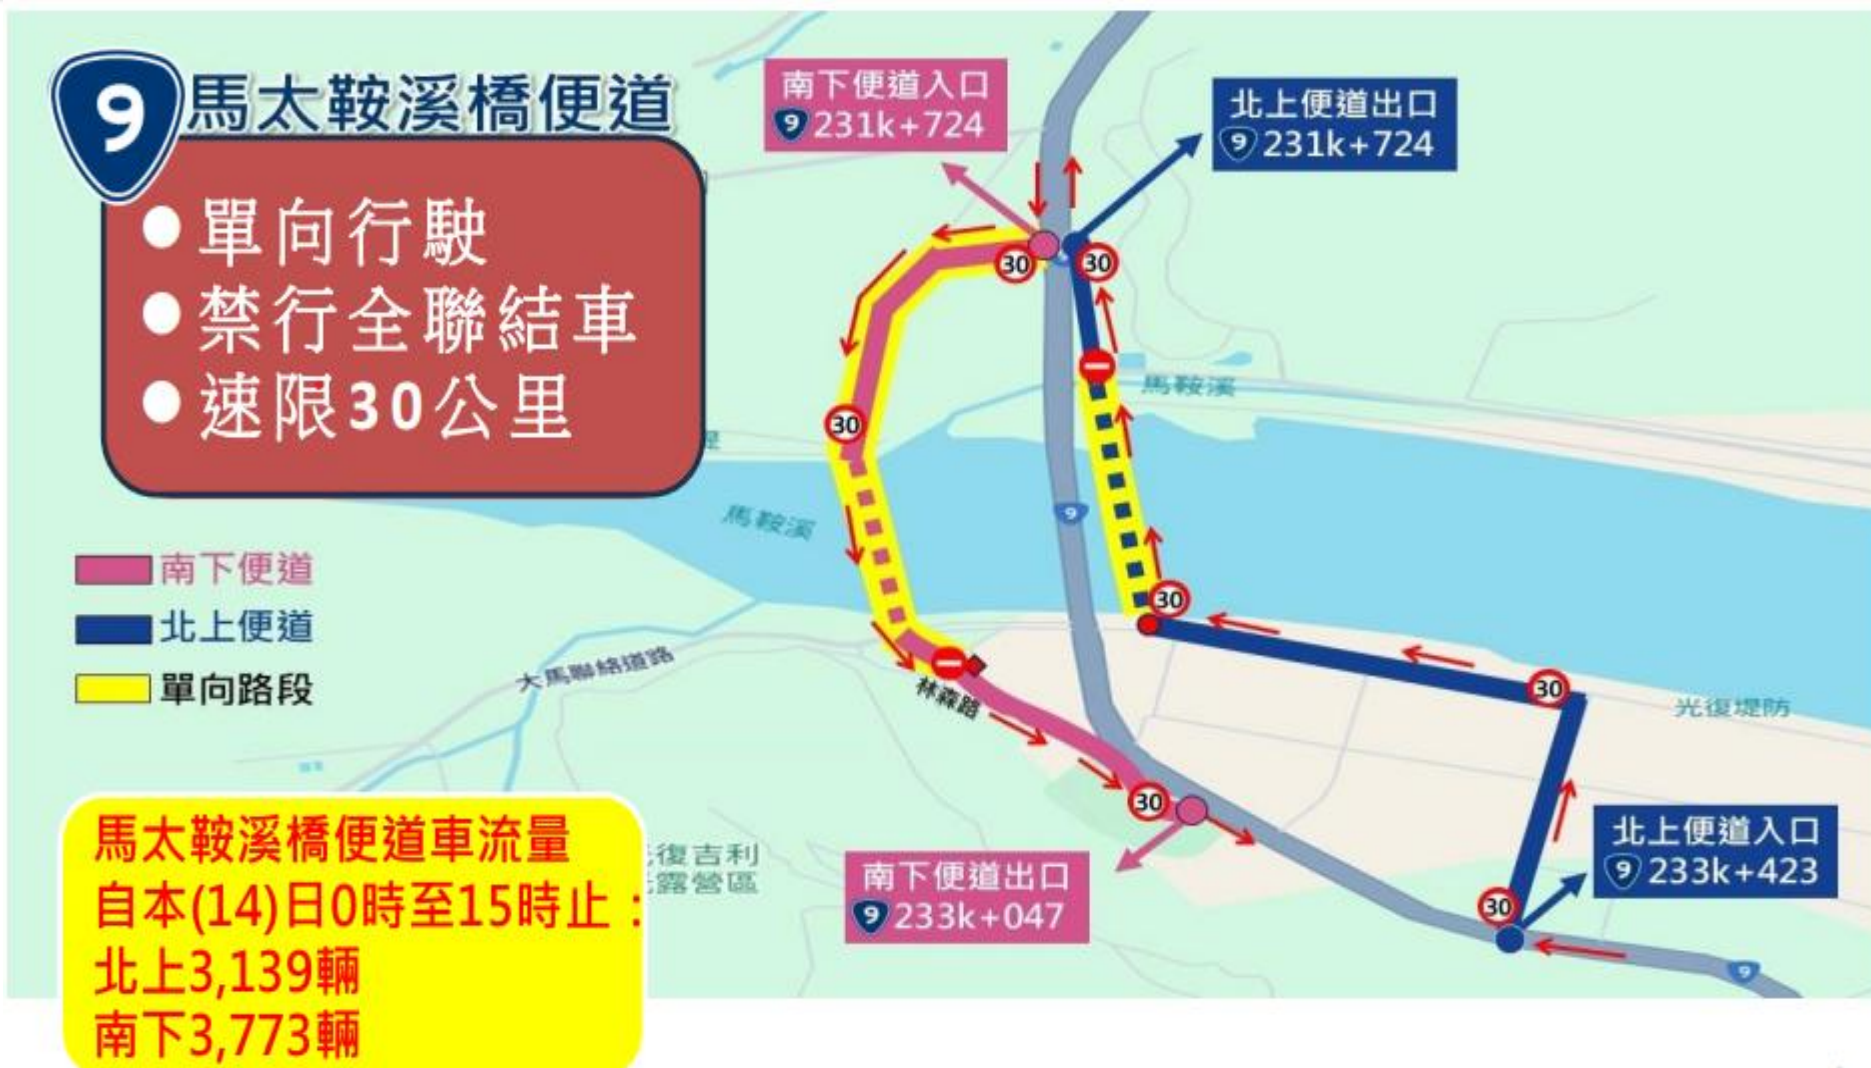 9 馬太鞍溪橋便道
● 單向行駛
● 禁行全聯結車
● 速限30公里
南下便道入口
9 231k+724
北上便道出口
9 231k+724
30
30
馬鞍溪
30
9
馬鞍溪
南下便道
北上便道
單向路段
30
大馬聯絡道路
林森路
30
光復堤防
30
馬太鞍溪橋便道車流量
自本(14)日0時至15時止：
北上3,139輛
南下3,773輛
復吉利
露營區
南下便道出口
9 233k+047
北上便道入口
9 233k+423
30
9